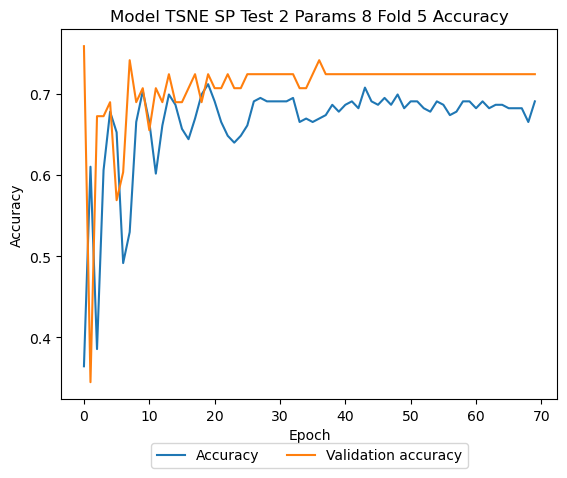 Model TSNE SP Test 2 Params 8 Fold 5 Accuracy
Accuracy
0.7
0.6
0.5
0.4
0 10 20 30 40 50 60 70
Epoch
Accuracy Validation accuracy